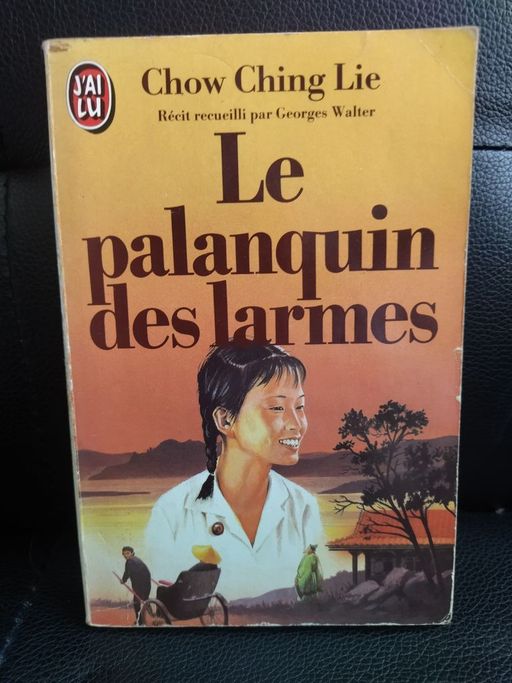 J'AI
LU
Chow Ching Lie
Récit recueilli par Georges Walter
Le
palanquin
des larmes